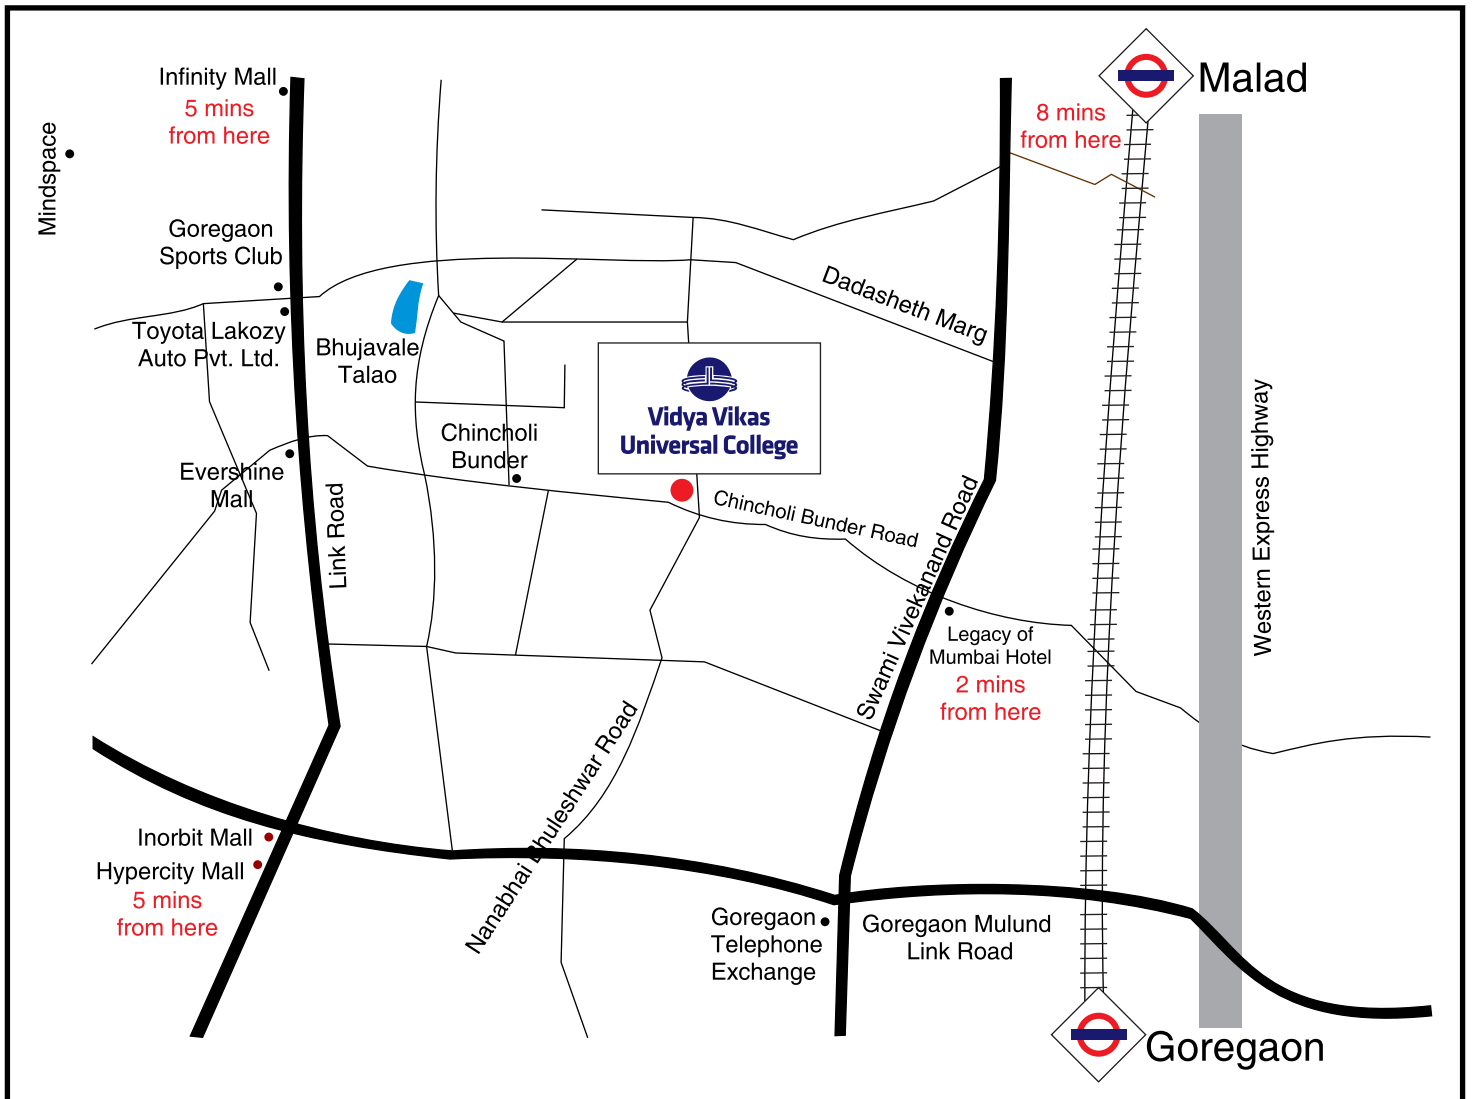 Malad
Infinity Mall
5 mins
from here
8 mins
from here
Mindspace
Goregaon
Sports Club
Dadasheth Marg
Toyota Lakozy
Auto Pvt. Ltd.
Bhujavale
Talao
Vidya Vikas
Universal College
Chincholi
Bunder
Evershine
Mall
Link Road
Chincholi Bunder Road
Swami Vivekanand Road
Western Express Highway
Legacy of
Mumbai Hotel
2 mins
from here
Nanabhai Bhuleshwar Road
Inorbit Mall
Hypercity Mall
5 mins
from here
Goregaon
Telephone
Exchange
Goregaon Mulund
Link Road
Goregaon